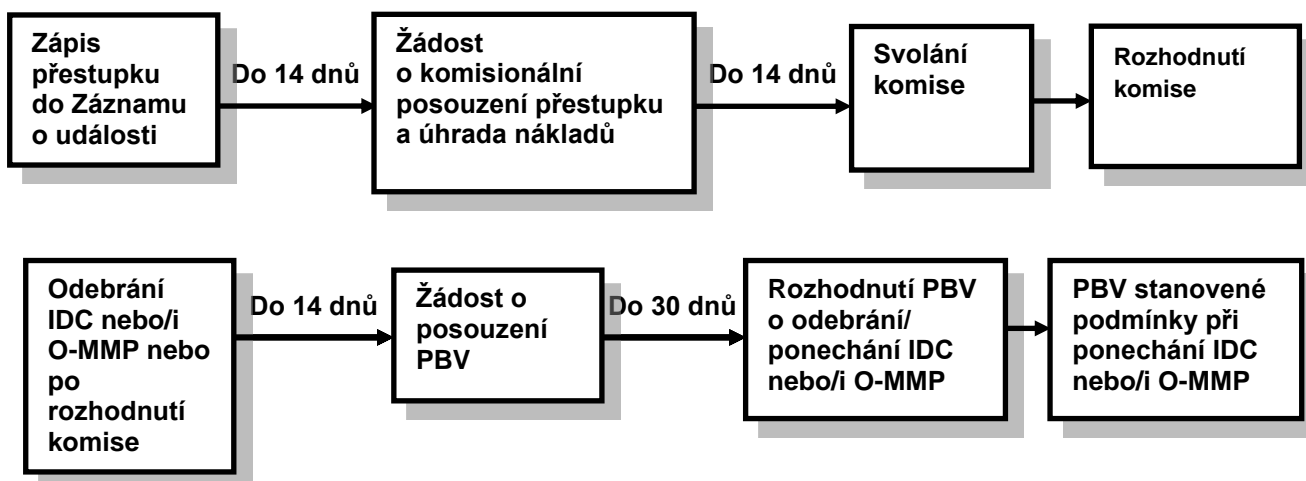 Zápis
přestupku
do Záznamu
o události
Do 14 dnů
Žádost
o komisionální
posouzení přestupku
a úhrada nákladů
Do 14 dnů
Svolání
komise
Rozhodnutí
komise
Odebrání
IDC nebo/i
O-MMP nebo
po
rozhodnutí
komise
Do 14 dnů
Žádost o
posouzení
PBV
Do 30 dnů
Rozhodnutí PBV
o odebrání/
ponechání IDC
nebo/i O-MMP
PBV stanovené
podmínky při
ponechání IDC
nebo/i O-MMP